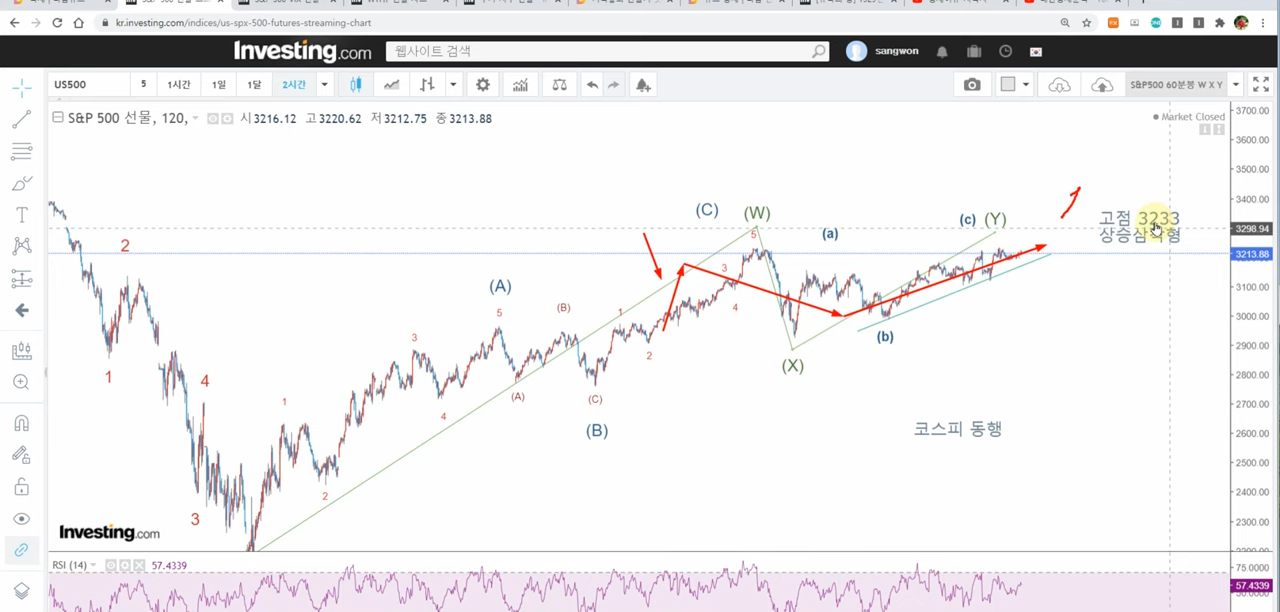 kr.investing.com/indices/us-spx-500-futures-streaming-chart
Investing.com
웹사이트 검색
sangwon
US500
5
1시간
1일
1달
2시간
S&P500 60분봉 W X Y
S&P 500 선물, 120,
시 3216.12 고 3220.62 저 3212.75 종 3213.88
Market Closed
3700.00
3600.00
3500.00
3400.00
3298.94
3213.88
3100.00
3000.00
2900.00
2800.00
2700.00
2600.00
2500.00
2400.00
2300.00
2
1
4
3
1
2
3
4
(A)
5
(A)
(B)
(C)
(B)
1
2
(C)
3
4
(W)
5
(X)
(a)
(b)
(c)
(Y)
고점 3233
코스피 동행
Investing.com
RSI (14)
57.4339
75.0000
57.4339